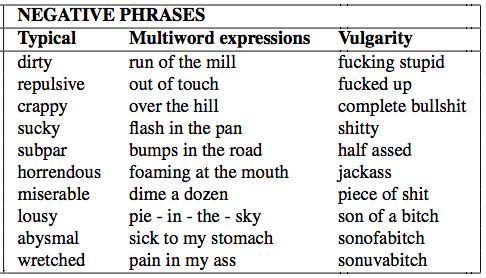 NEGATIVE PHRASES
Typical Multiword expressions Vulgarity
dirty run of the mill fucking stupid
repulsive out of touch fucked up
crappy over the hill complete bullshit
sucky flash in the pan shitty
subpar bumps in the road half assed
horrendous foaming at the mouth jackass
miserable dime a dozen piece of shit
lousy pie - in - the - sky son of a bitch
abysmal sick to my stomach sonofabitch
wretched pain in my ass sonuvabitch